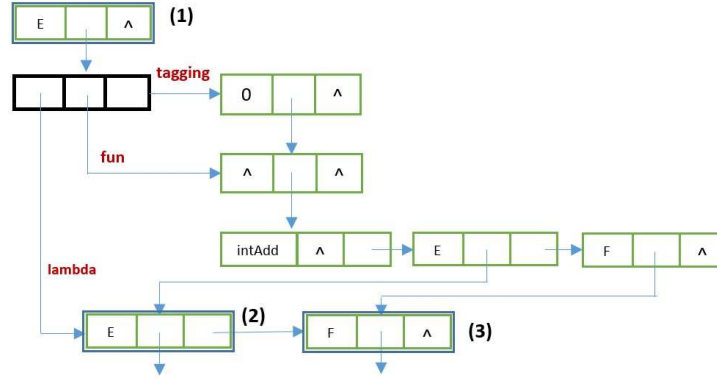 E ^ (1)
tagging
0 ^
fun
^ ^
intAdd ^ E F ^
lambda
E (2) F ^ (3)